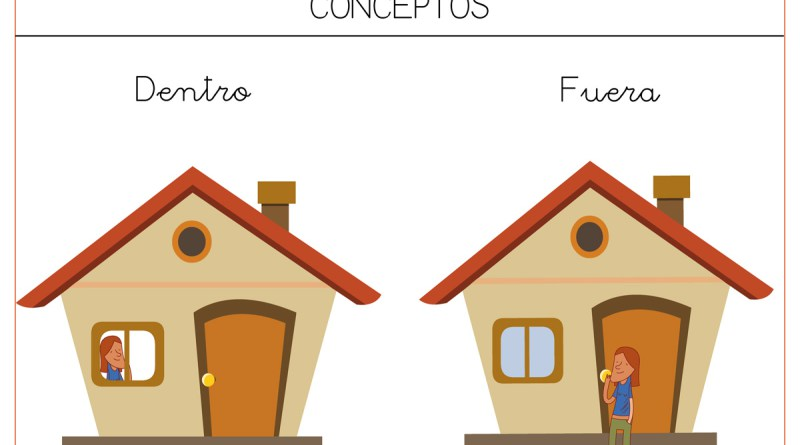 CONCEPTOS
Dentro
Fuera